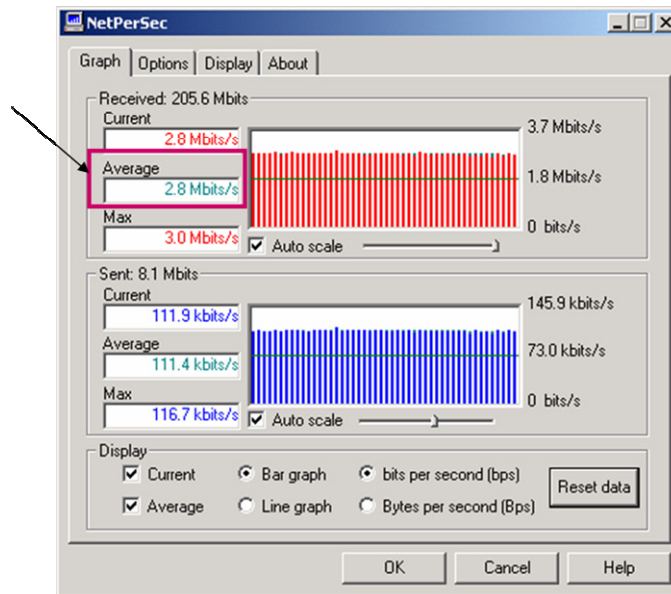 NetPerSec
Graph Options Display About
Received: 205.6 Mbits
Current
2.8 Mbits/s
Average
2.8 Mbits/s
Max
3.0 Mbits/s
3.7 Mbits/s
1.8 Mbits/s
0 bits/s
Auto scale
Sent: 8.1 Mbits
Current
111.9 kbits/s
Average
111.4 kbits/s
Max
116.7 kbits/s
145.9 kbits/s
73.0 kbits/s
0 bits/s
Auto scale
Display
Current Bar graph bits per second (bps)
Average Line graph Bytes per second (Bps)
Reset data
OK Cancel Help